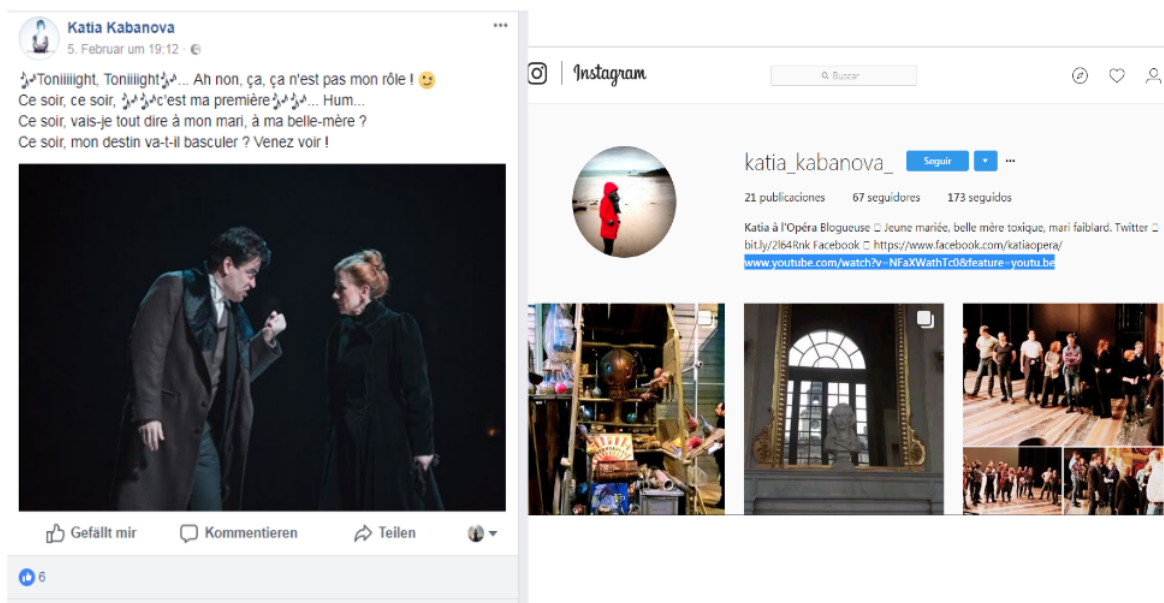 Katia Kabanova
5. Februar um 19:12 ·
🎶Toniiiiight, Toniiiight🎶... Ah non, ça, ça n'est pas mon rôle ! 😉
Ce soir, ce soir, 🎶🎶c'est ma première🎶🎶... Hum...
Ce soir, vais-je tout dire à mon mari, à ma belle-mère ?
Ce soir, mon destin va-t-il basculer ? Venez voir !
Gefällt mir Kommentieren Teilen
6
Instagram
Buscar
katia_kabanova_ Seguir
21 publicaciones 67 seguidores 173 seguidos
Katia à l'Opéra Blogueuse □ Jeune mariée, belle mère toxique, mari faiblard. Twitter □
bit.ly/2l64Rnk Facebook □ https://www.facebook.com/katiaopera/
www.youtube.com/watch?v=NFaXWathTc0&feature=youtu.be